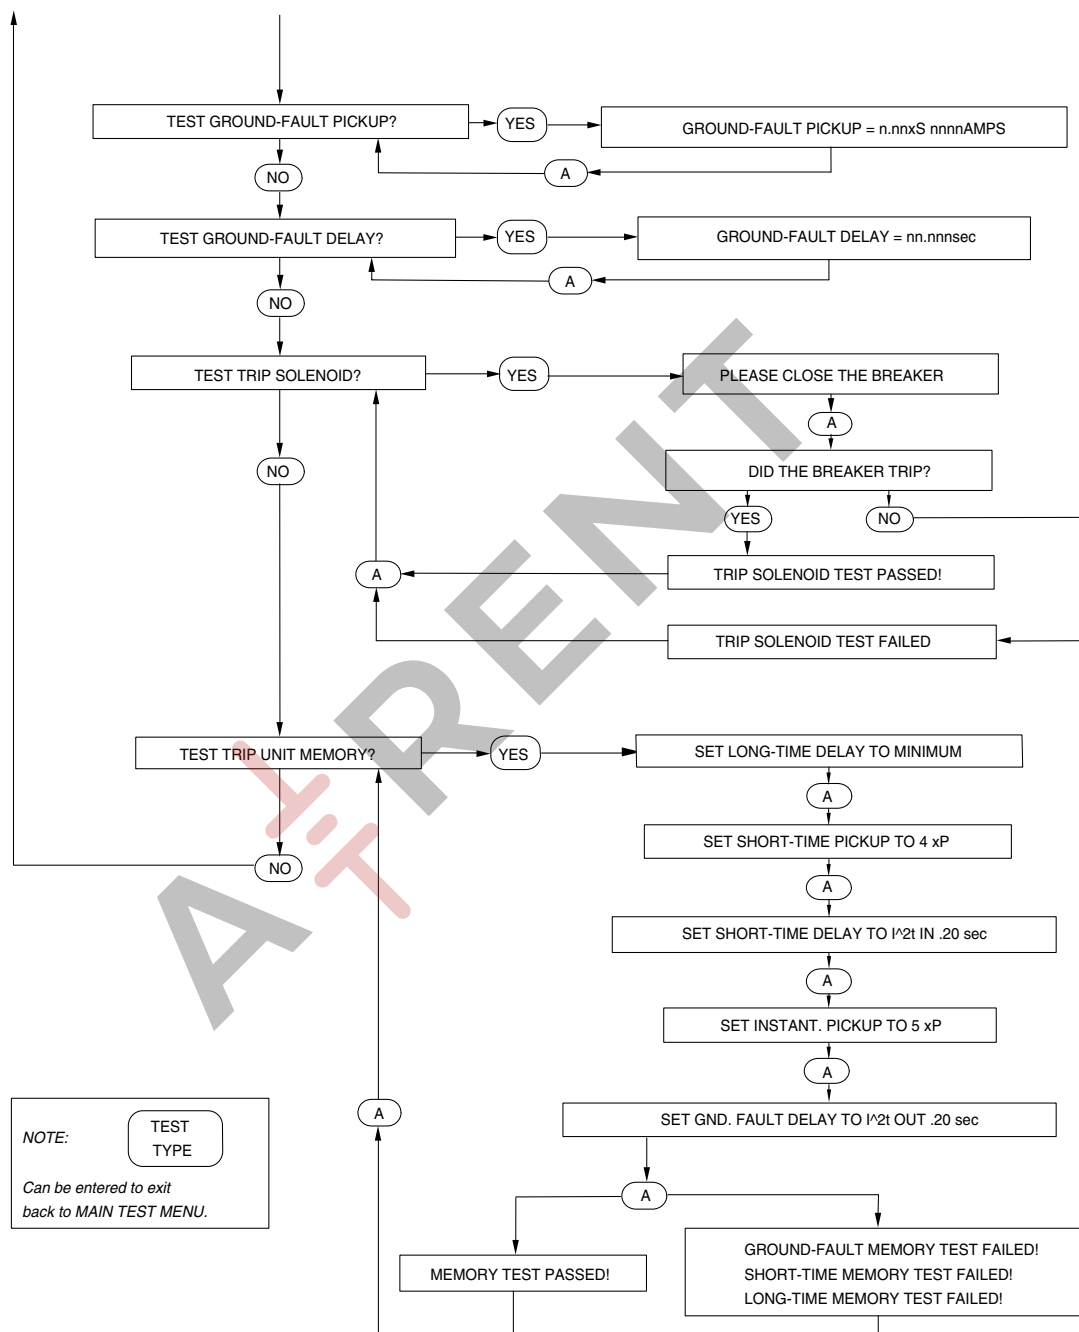 TEST GROUND-FAULT PICKUP?
YES
GROUND-FAULT PICKUP = n.nnxS nnnnAMPS
A
NO
TEST GROUND-FAULT DELAY?
YES
GROUND-FAULT DELAY = nn.nnnsec
A
NO
TEST TRIP SOLENOID?
YES
PLEASE CLOSE THE BREAKER
A
DID THE BREAKER TRIP?
NO
YES
NO
TRIP SOLENOID TEST PASSED!
A
TRIP SOLENOID TEST FAILED
TEST TRIP UNIT MEMORY?
YES
SET LONG-TIME DELAY TO MINIMUM
A
SET SHORT-TIME PICKUP TO 4 xP
NO
A
SET SHORT-TIME DELAY TO I^2t IN .20 sec
A
SET INSTANT. PICKUP TO 5 xP
A
SET GND. FAULT DELAY TO I^2t OUT .20 sec
A
NOTE:
TEST
TYPE
Can be entered to exit
back to MAIN TEST MENU.
A
MEMORY TEST PASSED!
GROUND-FAULT MEMORY TEST FAILED!
SHORT-TIME MEMORY TEST FAILED!
LONG-TIME MEMORY TEST FAILED!
A RENT